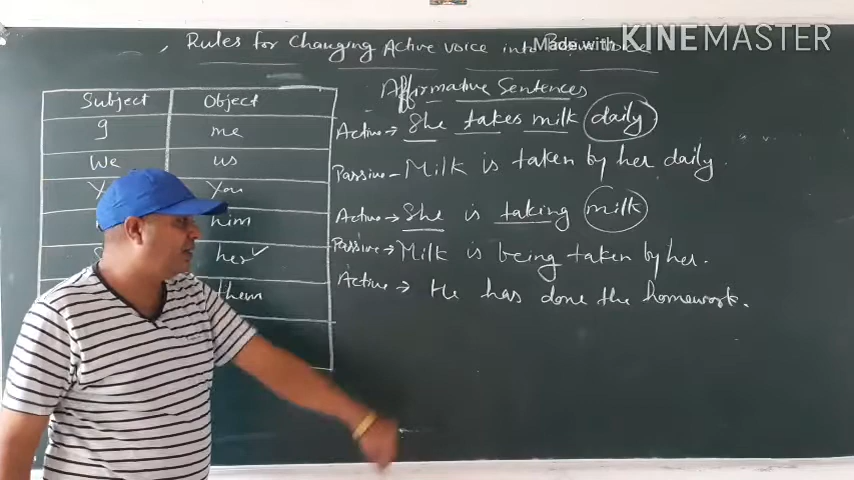 Rules for Changing Active voice into
Made with KINEMASTER
Affirmative Sentences
Subject Object
I me
we us
You
him
her ✓
them
Active → She takes milk daily
Passive - Milk is taken by her daily.
Active → She is taking milk
Passive → Milk is being taken by her.
Active → He has done the homework.